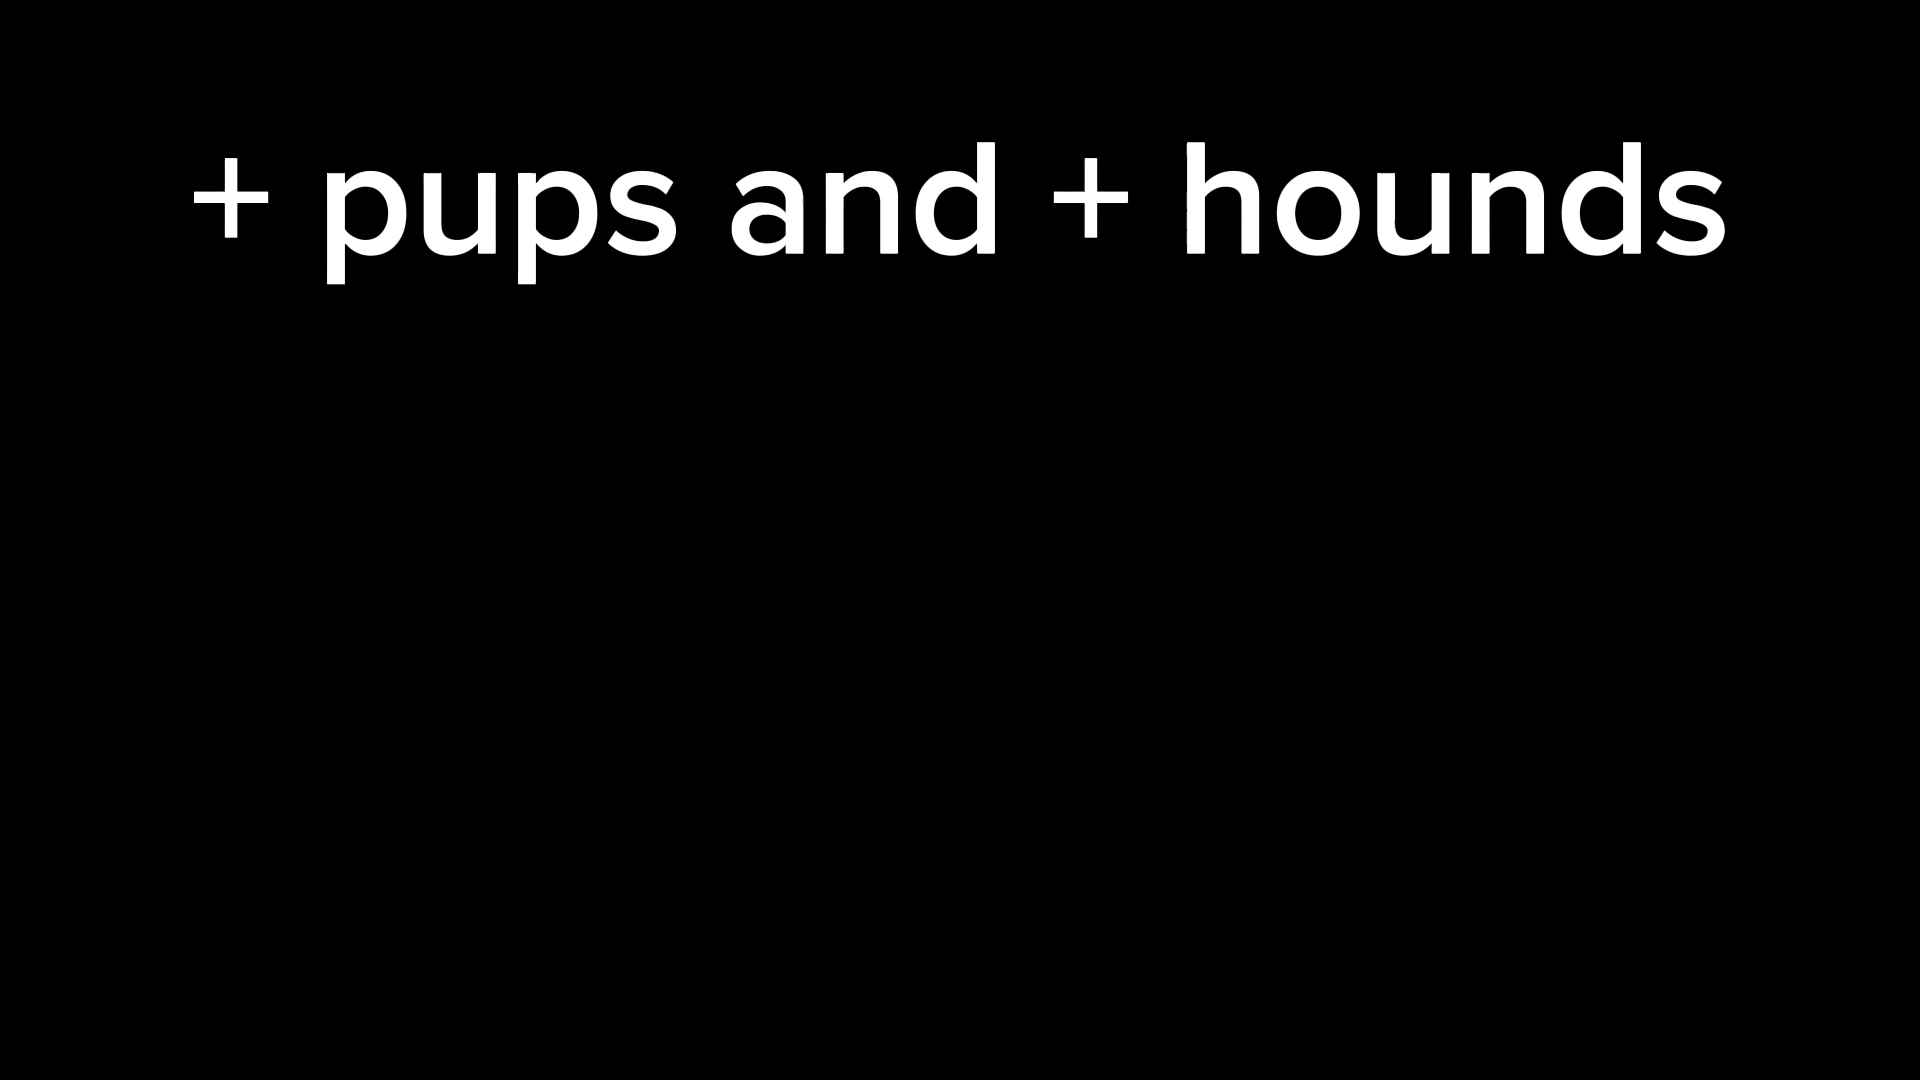 + pups and + hounds